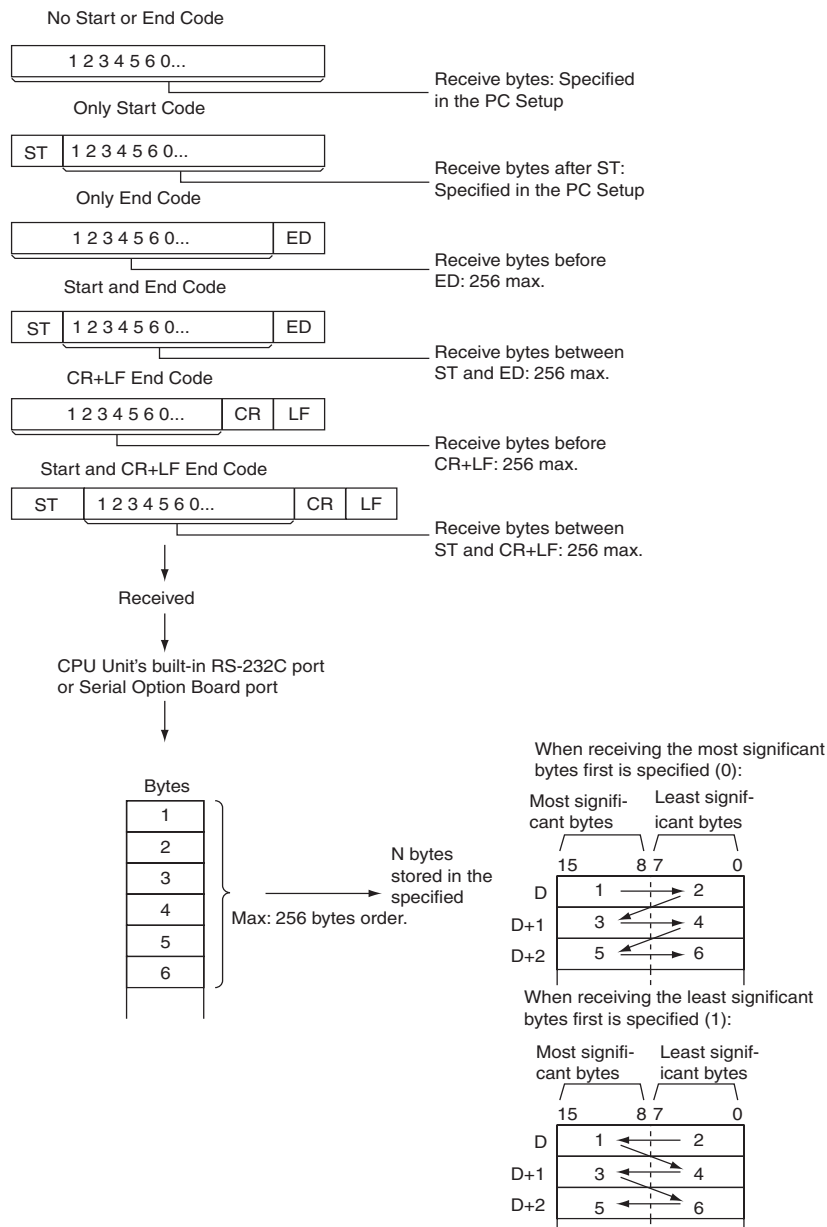 No Start or End Code
1 2 3 4 5 6 0...
Receive bytes: Specified
in the PC Setup
Only Start Code
ST 1 2 3 4 5 6 0...
Receive bytes after ST:
Specified in the PC Setup
Only End Code
1 2 3 4 5 6 0... ED
Receive bytes before
ED: 256 max.
Start and End Code
ST 1 2 3 4 5 6 0... ED
Receive bytes between
ST and ED: 256 max.
CR+LF End Code
1 2 3 4 5 6 0... CR LF
Receive bytes before
CR+LF: 256 max.
Start and CR+LF End Code
ST 1 2 3 4 5 6 0... CR LF
Receive bytes between
ST and CR+LF: 256 max.
Received
CPU Unit's built-in RS-232C port
or Serial Option Board port
Bytes
1
2
3
4
5
6
Max: 256 bytes
N bytes
stored in the
specified
order.
When receiving the most significant
bytes first is specified (0):
Most signifi-
cant bytes
Least signif-
icant bytes
15 8 7 0
D 1 2
D+1 3 4
D+2 5 6
When receiving the least significant
bytes first is specified (1):
Most signifi-
cant bytes
Least signif-
icant bytes
15 8 7 0
D 1 2
D+1 3 4
D+2 5 6